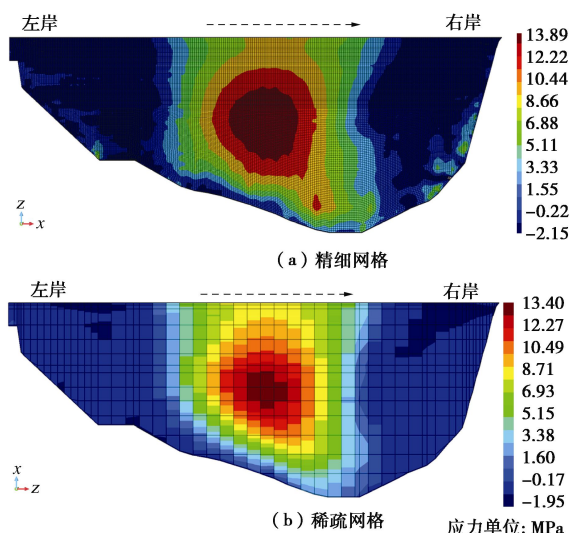 左岸
右岸
13.89
12.22
10.44
8.66
6.88
5.11
3.33
1.55
-0.22
-2.15
z
x
(a)精细网格
左岸
右岸
13.40
12.27
10.49
8.71
6.93
5.15
3.38
1.60
-0.17
-1.95
x
z
(b)稀疏网格
应力单位: MPa